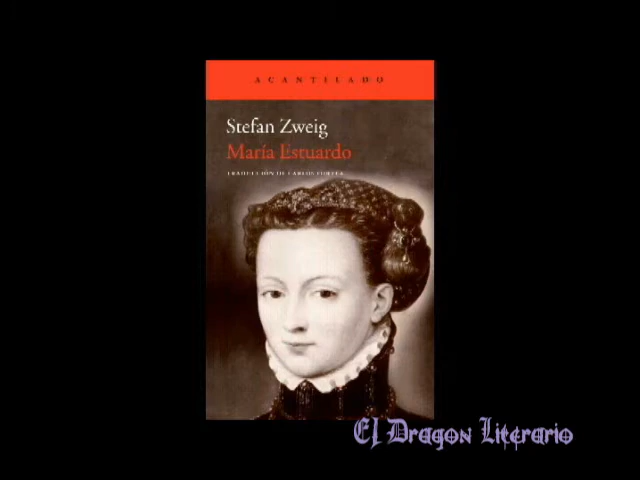 ACANTILADO
Stefan Zweig
María Estuardo
TRADUCCIÓN DE CARLOS FORTEA
El Dragon Literario